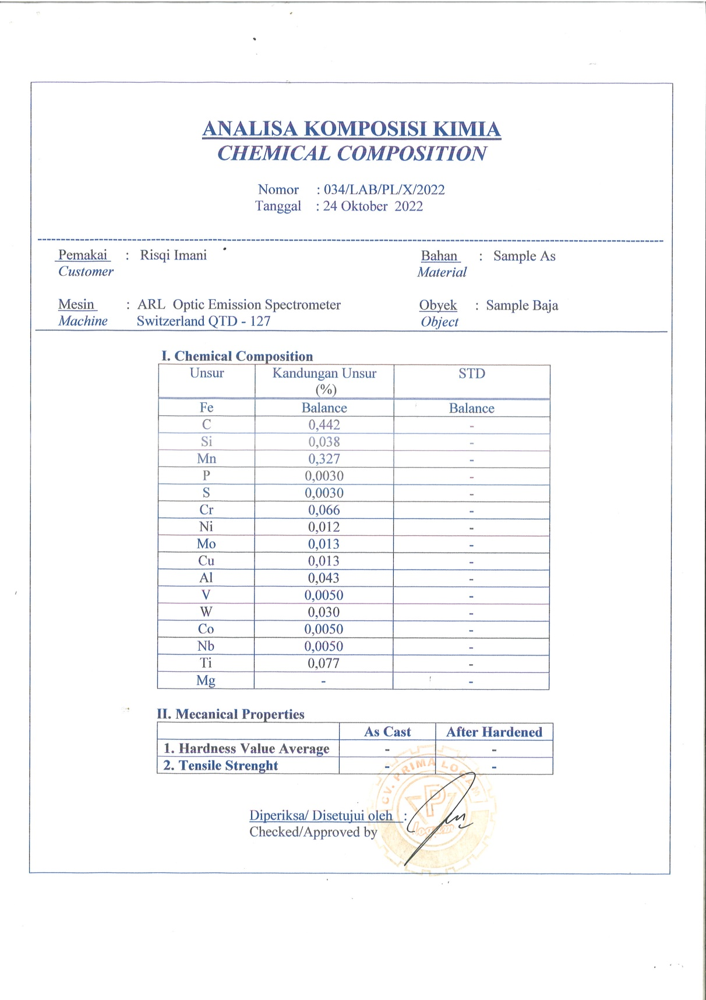 ANALISA KOMPOSISI KIMIA
CHEMICAL COMPOSITION
Nomor : 034/LAB/PL/X/2022
Tanggal : 24 Oktober 2022
Pemakai : Risqi Imani Bahan : Sample As
Customer Material
Mesin : ARL Optic Emission Spectrometer Obyek : Sample Baja
Machine Switzerland QTD - 127 Object
I. Chemical Composition
Unsur Kandungan Unsur STD
(%)
Fe Balance Balance
C 0,442 -
Si 0,038 -
Mn 0,327 -
P 0,0030 -
S 0,0030 -
Cr 0,066 -
Ni 0,012 -
Mo 0,013 -
Cu 0,013 -
Al 0,043 -
V 0,0050 -
W 0,030 -
Co 0,0050 -
Nb 0,0050 -
Ti 0,077 -
Mg - -
II. Mecanical Properties
As Cast After Hardened
1. Hardness Value Average - -
2. Tensile Strenght - -
CV. PRIMA LOGAM
P
logam
Diperiksa/ Disetujui oleh :
Checked/Approved by